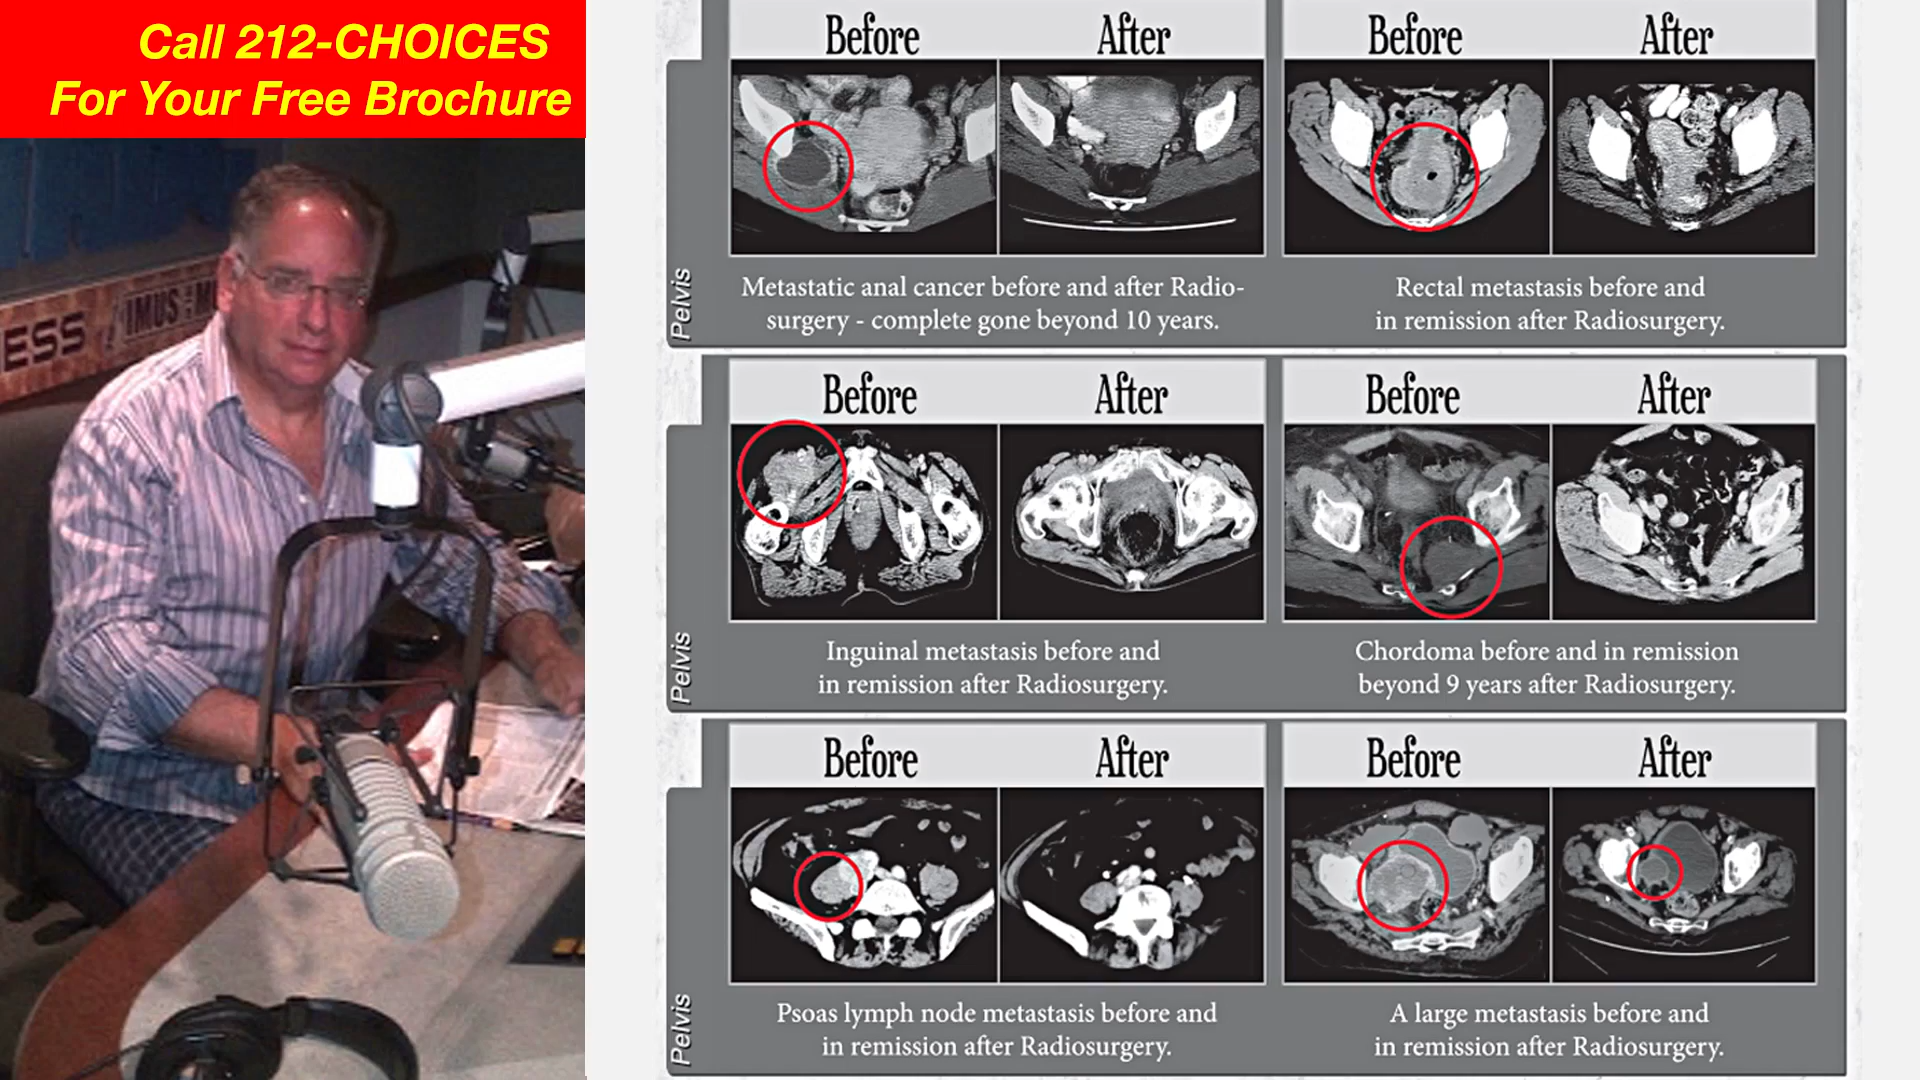 Call 212-CHOICES
For Your Free Brochure
ESS
IMUS
Before
After
Before
After
Pelvis
Metastatic anal cancer before and after Radio-
surgery - complete gone beyond 10 years.
Rectal metastasis before and
in remission after Radiosurgery.
Before
After
Before
After
Pelvis
Inguinal metastasis before and
in remission after Radiosurgery.
Chordoma before and in remission
beyond 9 years after Radiosurgery.
Before
After
Before
After
Pelvis
Psoas lymph node metastasis before and
in remission after Radiosurgery.
A large metastasis before and
in remission after Radiosurgery.